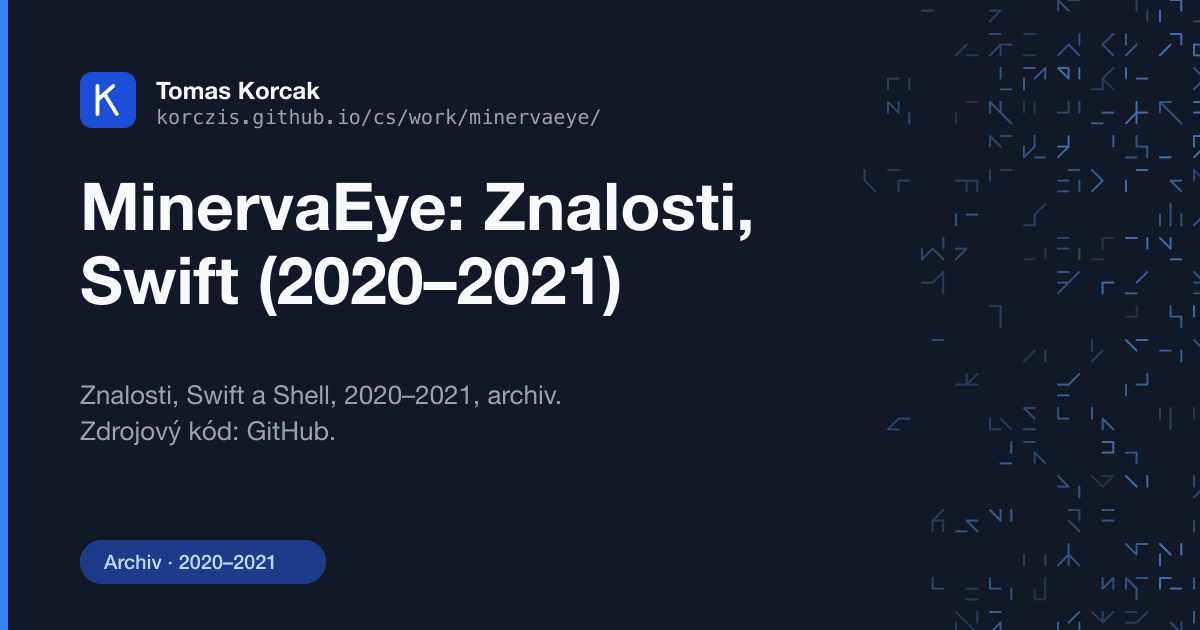 K
Tomas Korcak
korczis.github.io/cs/work/minervaeye/
MinervaEye: Znalosti,
Swift (2020–2021)
Znalosti, Swift a Shell, 2020–2021, archiv.
Zdrojový kód: GitHub.
Archiv · 2020–2021